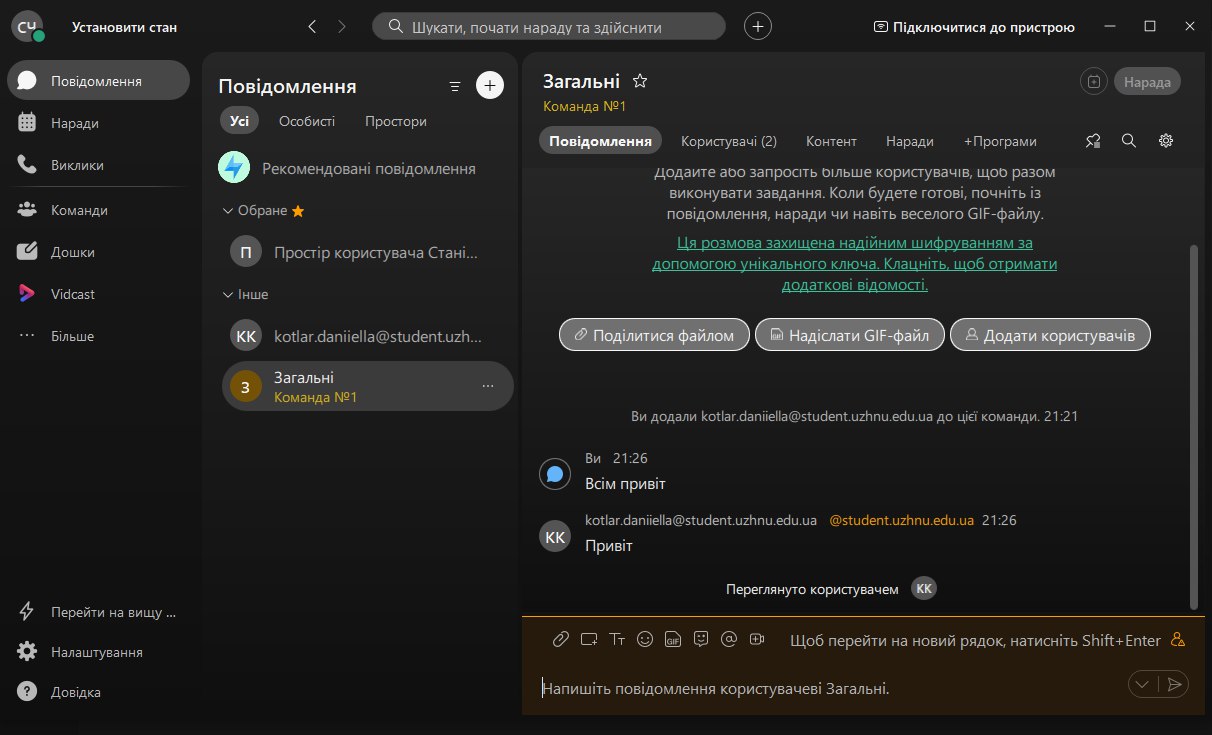 СЧ
Установити стан
Шукати, почати нараду та здійснити
Підключитися до пристрою
Повідомлення
Наради
Виклики
Команди
Дошки
Vidcast
Більше
Перейти на вищу ...
Налаштування
Довідка
Повідомлення
Усі
Особисті
Простори
Рекомендовані повідомлення
Обране
П
Простір користувача Стані...
Інше
КК
kotlar.daniiella@student.uzh...
З
Загальні
Команда №1
Загальні
Команда №1
Нарада
Повідомлення
Користувачі (2)
Контент
Наради
+Програми
Додайте або запросіть більше користувачів, щоб разом
виконувати завдання. Коли будете готові, почніть із
повідомлення, наради чи навіть веселого GIF-файлу.
Ця розмова захищена надійним шифруванням за
допомогою унікального ключа. Клацніть, щоб отримати
додаткові відомості.
Поділитися файлом
Надіслати GIF-файл
Додати користувачів
Ви додали kotlar.daniiella@student.uzhnu.edu.ua до цієї команди. 21:21
Ви 21:26
Всім привіт
kotlar.daniiella@student.uzhnu.edu.ua @student.uzhnu.edu.ua 21:26
КК
Привіт
Переглянуто користувачем КК
Щоб перейти на новий рядок, натисніть Shift+Enter
Напишіть повідомлення користувачеві Загальні.